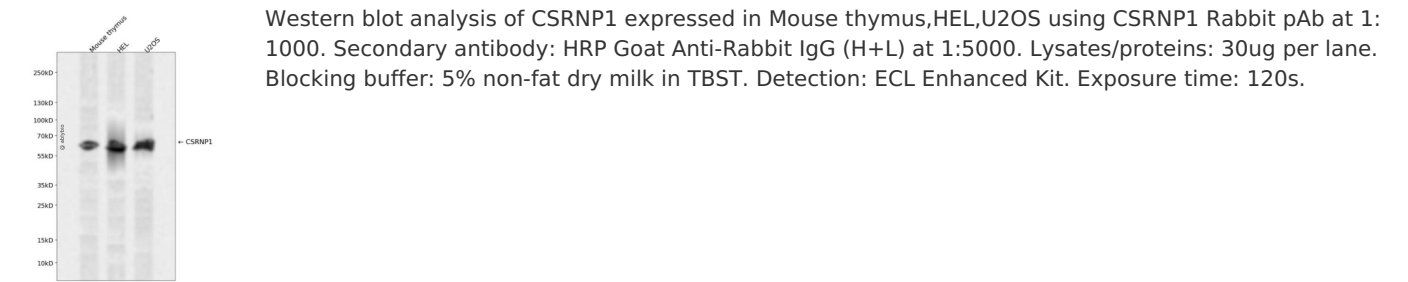 Mouse thymus
HEL
U2OS
250kD
130kD
100kD
70kD
55kD
35kD
25kD
15kD
10kD
@ ablybio
← CSRNP1
Western blot analysis of CSRNP1 expressed in Mouse thymus,HEL,U2OS using CSRNP1 Rabbit pAb at 1:
1000. Secondary antibody: HRP Goat Anti-Rabbit IgG (H+L) at 1:5000. Lysates/proteins: 30ug per lane.
Blocking buffer: 5% non-fat dry milk in TBST. Detection: ECL Enhanced Kit. Exposure time: 120s.